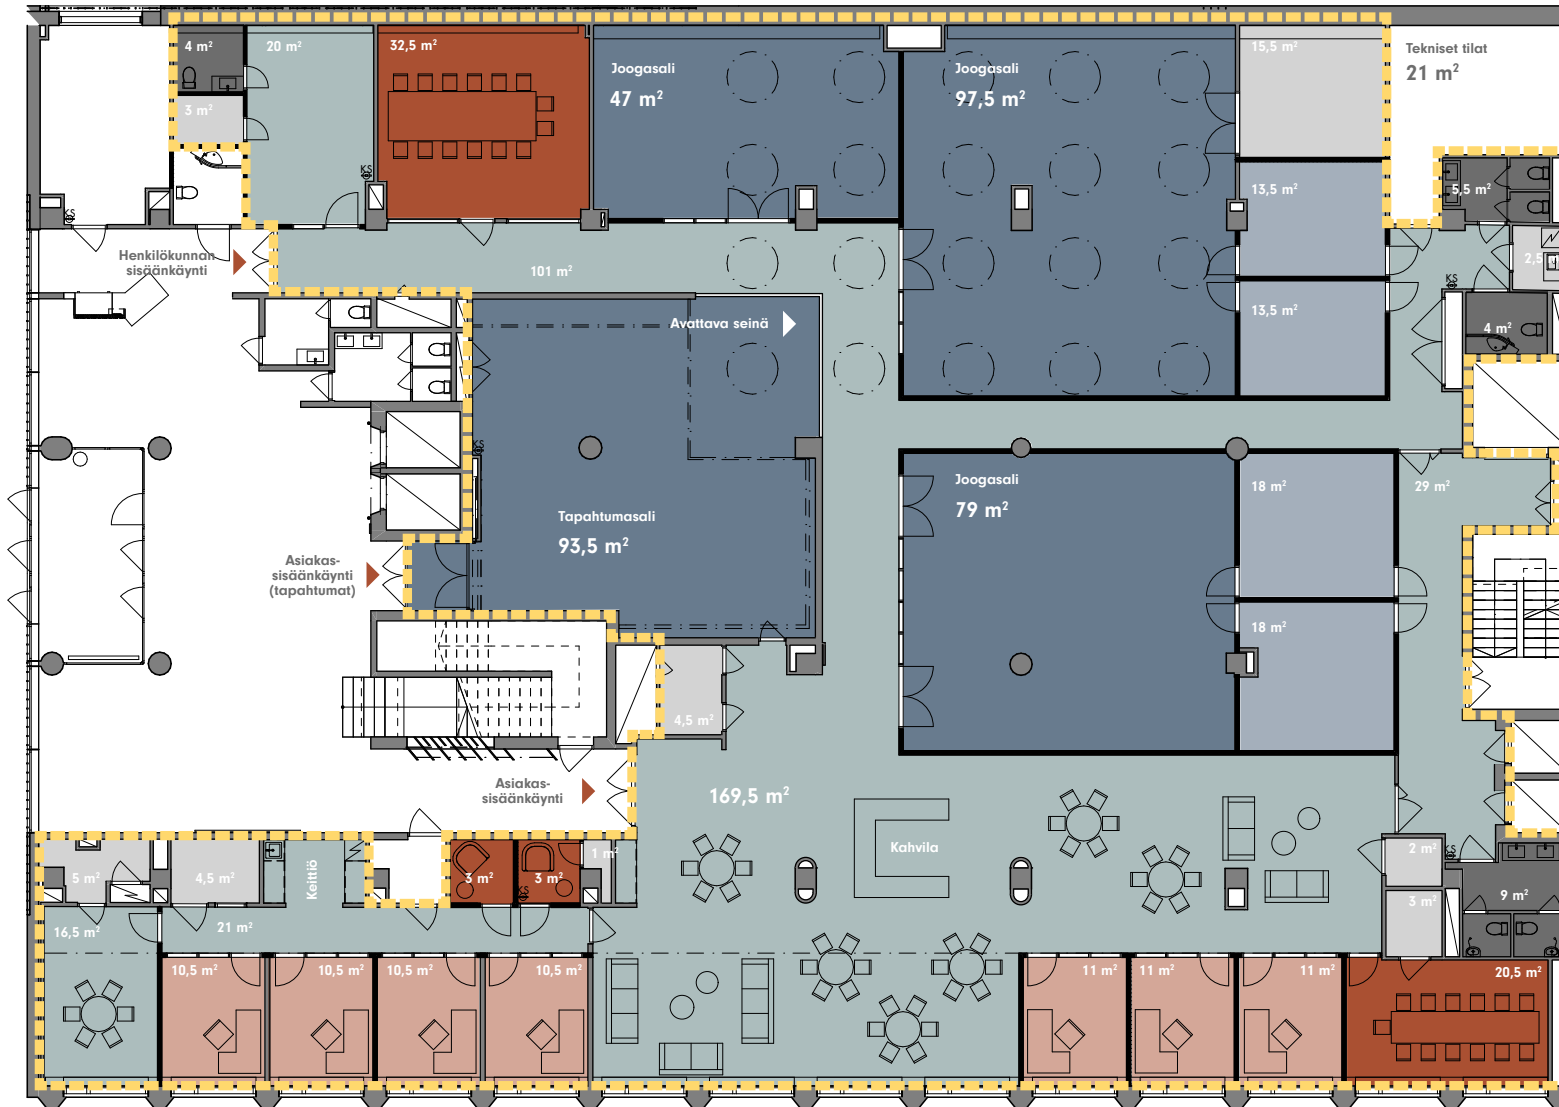 4 m²
20 m²
32,5 m²
Joogasali
47 m²
Joogasali
97,5 m²
15,5 m²
Tekniset tilat
21 m²
3 m²
KS
KS
13,5 m²
5,5 m²
Henkilökunnan
sisäänkäynti
101 m²
2,5
KS
13,5 m²
Avattava seinä
4 m²
KS
Joogasali
79 m²
18 m²
29 m²
Tapahtumasali
93,5 m²
Asiakas-
sisäänkäynti
(tapahtumat)
18 m²
4,5 m²
Asiakas-
sisäänkäynti
169,5 m²
Kahvila
5 m²
4,5 m²
Keittiö
3 m²
KS
3 m²
1 m²
2 m²
KS
3 m²
9 m²
16,5 m²
21 m²
10,5 m²
10,5 m²
10,5 m²
10,5 m²
11 m²
11 m²
11 m²
20,5 m²